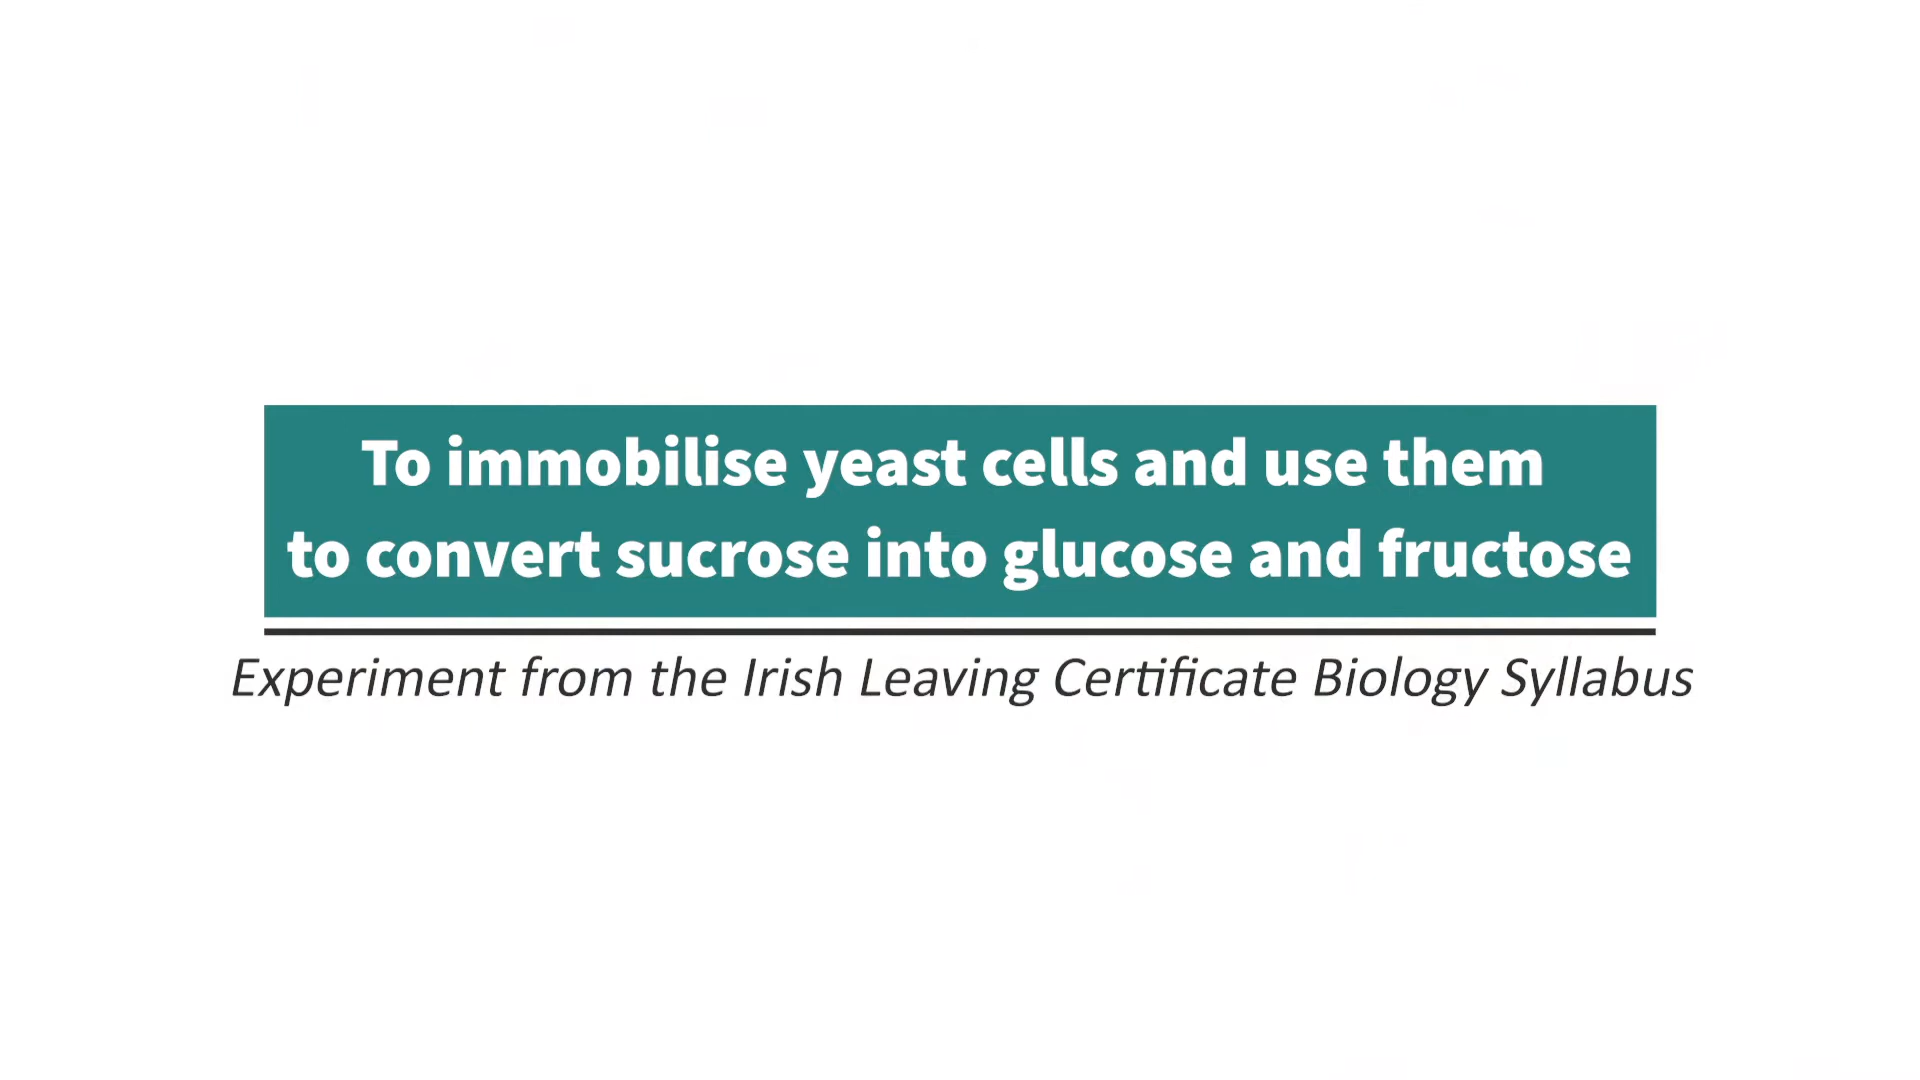 To immobilise yeast cells and use them
to convert sucrose into glucose and fructose
Experiment from the Irish Leaving Certificate Biology Syllabus